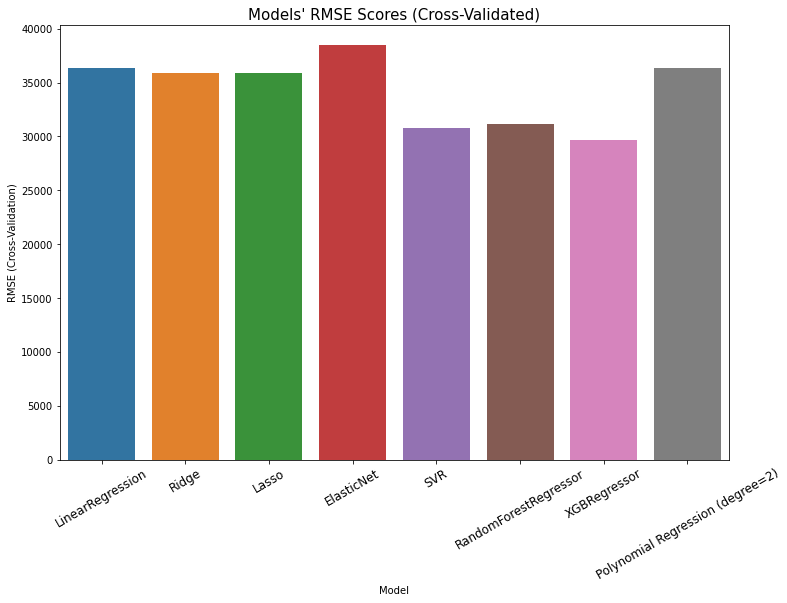 Models' RMSE Scores (Cross-Validated)
RMSE (Cross-Validation)
40000
35000
30000
25000
20000
15000
10000
5000
0
LinearRegression
Ridge
Lasso
ElasticNet
SVR
RandomForestRegressor
XGBRegressor
Polynomial Regression (degree=2)
Model